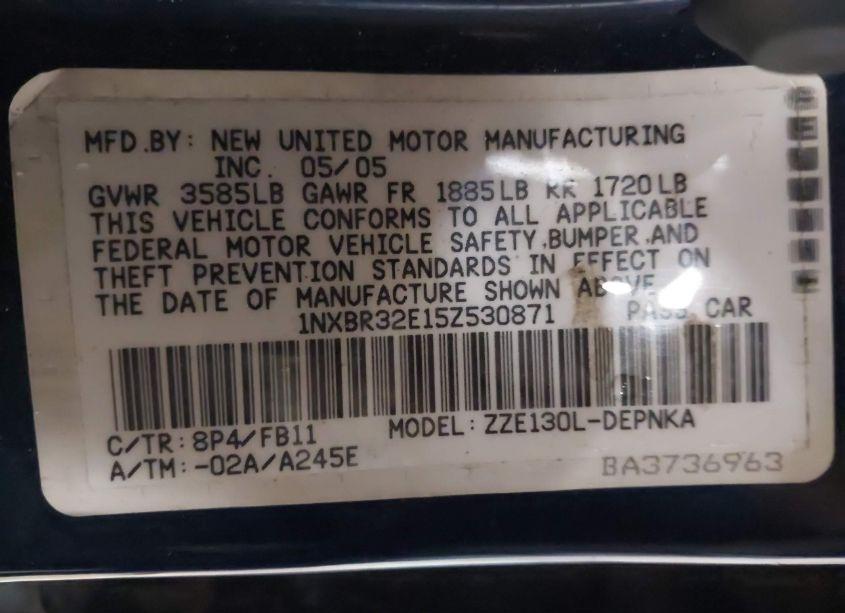 MFD.BY: NEW UNITED MOTOR MANUFACTURING
INC. 05/05
GVWR 3585LB GAWR FR 1885LB RR 1720LB
THIS VEHICLE CONFORMS TO ALL APPLICABLE
FEDERAL MOTOR VEHICLE SAFETY,BUMPER,AND
THEFT PREVENTION STANDARDS IN EFFECT ON
THE DATE OF MANUFACTURE SHOWN ABOVE.
1NXBR32E15Z530871 PASS CAR
C/TR:8P4/FB11 MODEL:ZZE130L-DEPNKA
A/TM:-02A/A245E
BA3736963